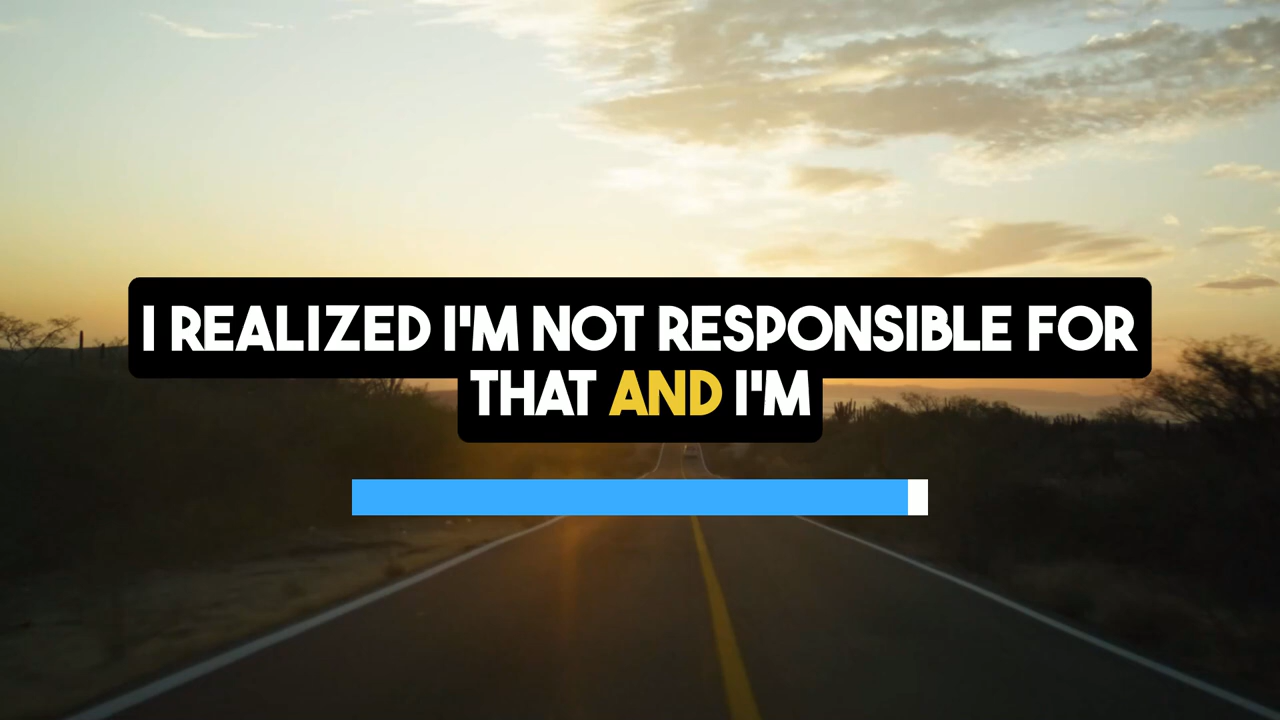 I REALIZED I'M NOT RESPONSIBLE FOR
THAT AND I'M